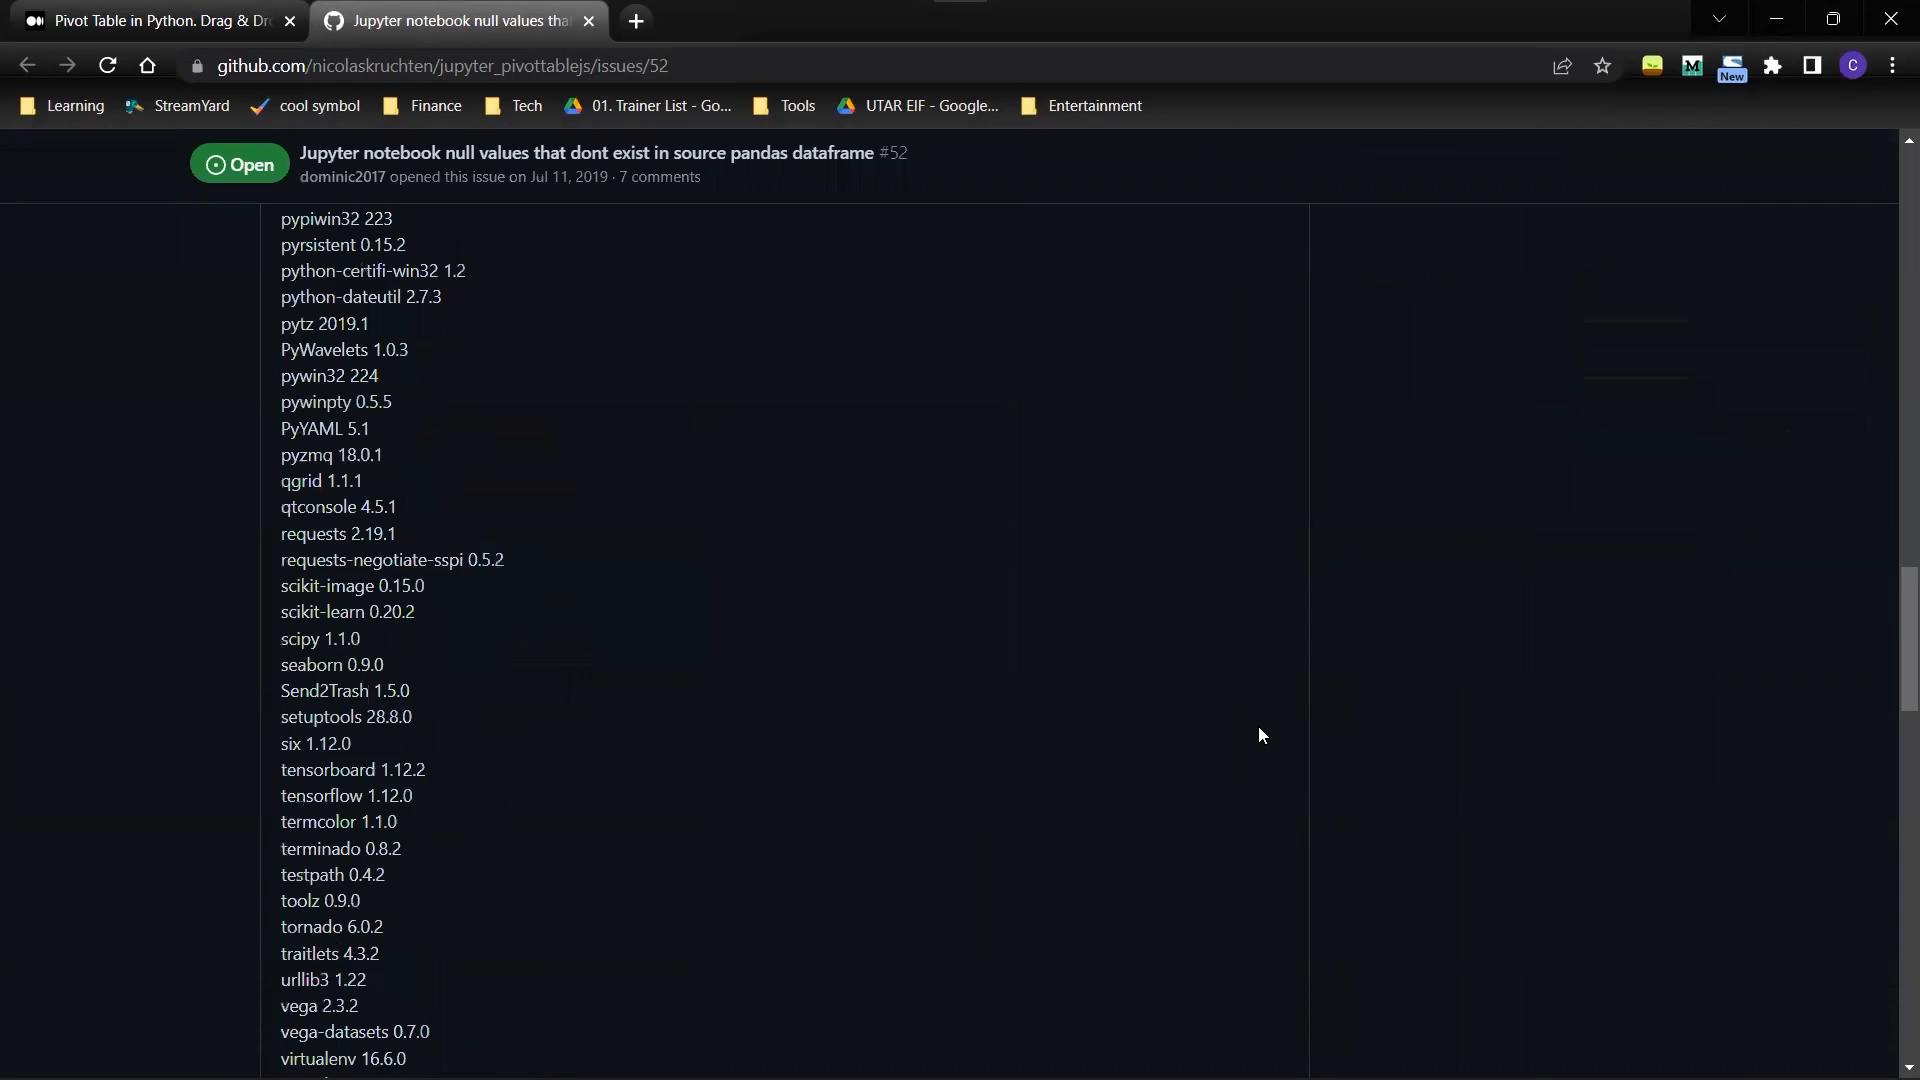 Pivot Table in Python. Drag & Dr
Jupyter notebook null values tha
github.com/nicolaskruchten/jupyter_pivottablejs/issues/52
M
New
C
Learning
StreamYard
cool symbol
Finance
Tech
01. Trainer List - Go...
Tools
UTAR EIF - Google...
Entertainment
Open
Jupyter notebook null values that dont exist in source pandas dataframe #52
dominic2017 opened this issue on Jul 11, 2019 · 7 comments
pypiwin32 223
pyrsistent 0.15.2
python-certifi-win32 1.2
python-dateutil 2.7.3
pytz 2019.1
PyWavelets 1.0.3
pywin32 224
pywinpty 0.5.5
PyYAML 5.1
pyzmq 18.0.1
qgrid 1.1.1
qtconsole 4.5.1
requests 2.19.1
requests-negotiate-sspi 0.5.2
scikit-image 0.15.0
scikit-learn 0.20.2
scipy 1.1.0
seaborn 0.9.0
Send2Trash 1.5.0
setuptools 28.8.0
six 1.12.0
tensorboard 1.12.2
tensorflow 1.12.0
termcolor 1.1.0
terminado 0.8.2
testpath 0.4.2
toolz 0.9.0
tornado 6.0.2
traitlets 4.3.2
urllib3 1.22
vega 2.3.2
vega-datasets 0.7.0
virtualenv 16.6.0